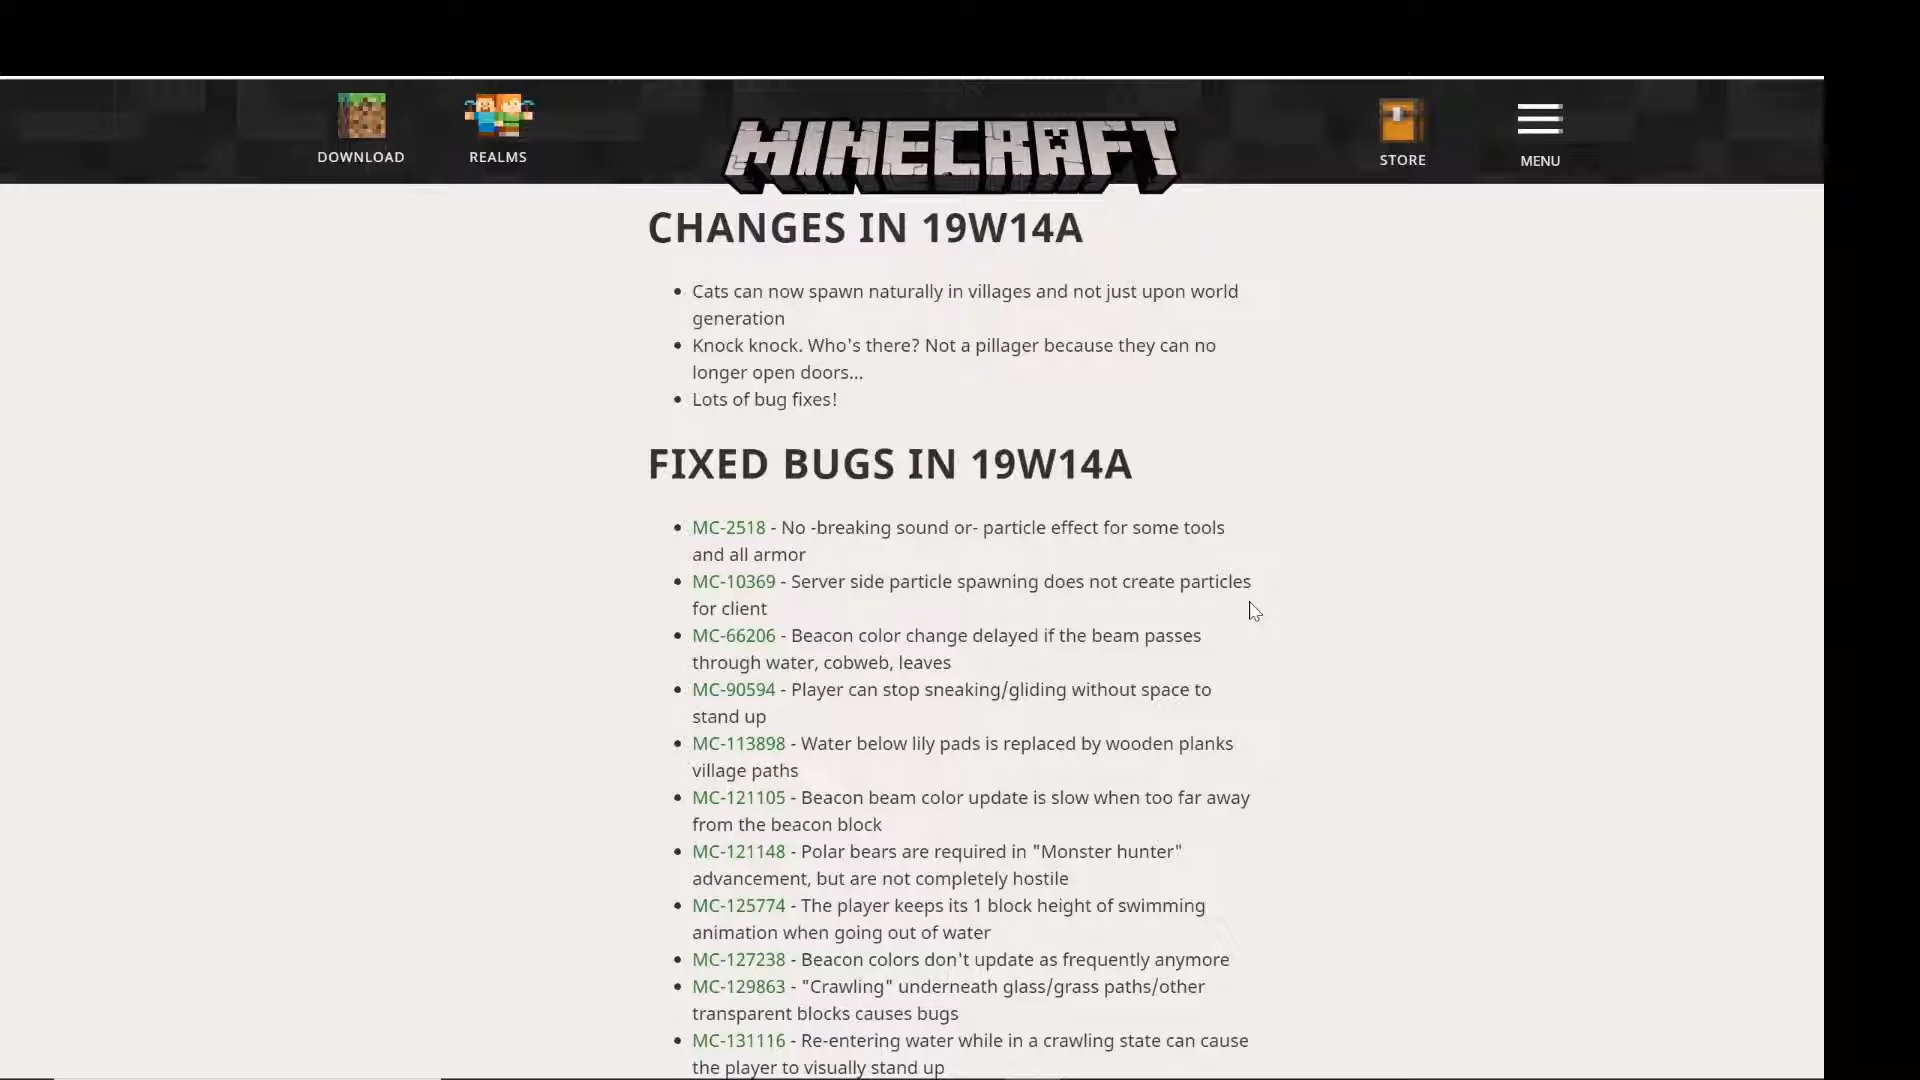 DOWNLOAD
REALMS
MINECRAFT
STORE
MENU
CHANGES IN 19W14A
Cats can now spawn naturally in villages and not just upon world
generation
Knock knock. Who's there? Not a pillager because they can no
longer open doors...
Lots of bug fixes!
FIXED BUGS IN 19W14A
MC-2518 - No -breaking sound or- particle effect for some tools
and all armor
MC-10369 - Server side particle spawning does not create particles
for client
MC-66206 - Beacon color change delayed if the beam passes
through water, cobweb, leaves
MC-90594 - Player can stop sneaking/gliding without space to
stand up
MC-113898 - Water below lily pads is replaced by wooden planks
village paths
MC-121105 - Beacon beam color update is slow when too far away
from the beacon block
MC-121148 - Polar bears are required in "Monster hunter"
advancement, but are not completely hostile
MC-125774 - The player keeps its 1 block height of swimming
animation when going out of water
MC-127238 - Beacon colors don't update as frequently anymore
MC-129863 - "Crawling" underneath glass/grass paths/other
transparent blocks causes bugs
MC-131116 - Re-entering water while in a crawling state can cause
the player to visually stand up